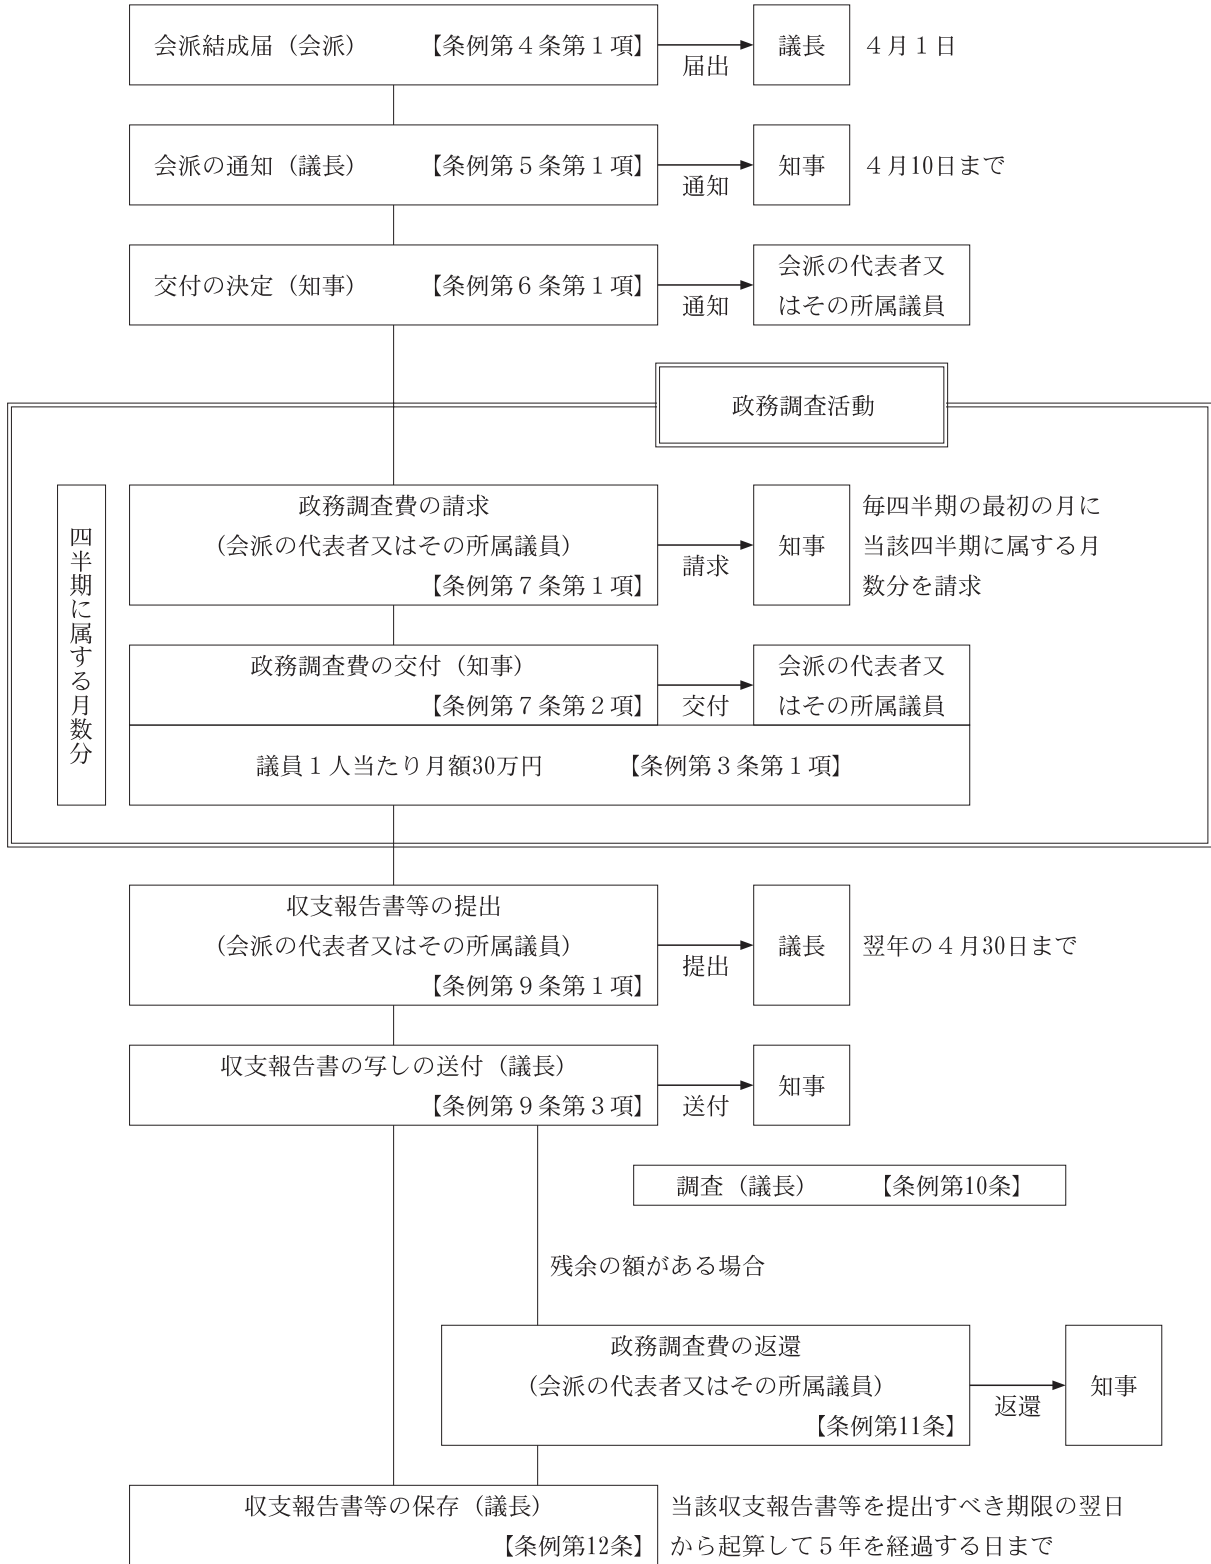 会派結成届（会派）　【条例第４条第１項】　届出　議長　４月１日
会派の通知（議長）　【条例第５条第１項】　通知　知事　４月10日まで
交付の決定（知事）　【条例第６条第１項】　通知
会派の代表者又
はその所属議員
政務調査活動
四半期に属する月数分
政務調査費の請求
（会派の代表者又はその所属議員）
【条例第７条第１項】
請求
知事
毎四半期の最初の月に
当該四半期に属する月
数分を請求
政務調査費の交付（知事）
【条例第７条第２項】
交付
会派の代表者又
はその所属議員
議員１人当たり月額30万円　【条例第３条第１項】
収支報告書等の提出
（会派の代表者又はその所属議員）
【条例第９条第１項】
提出
議長
翌年の４月30日まで
収支報告書の写しの送付（議長）
【条例第９条第３項】
送付
知事
調査（議長）　【条例第10条】
残余の額がある場合
政務調査費の返還
（会派の代表者又はその所属議員）
【条例第11条】
返還
知事
収支報告書等の保存（議長）
【条例第12条】
当該収支報告書等を提出すべき期限の翌日
から起算して５年を経過する日まで